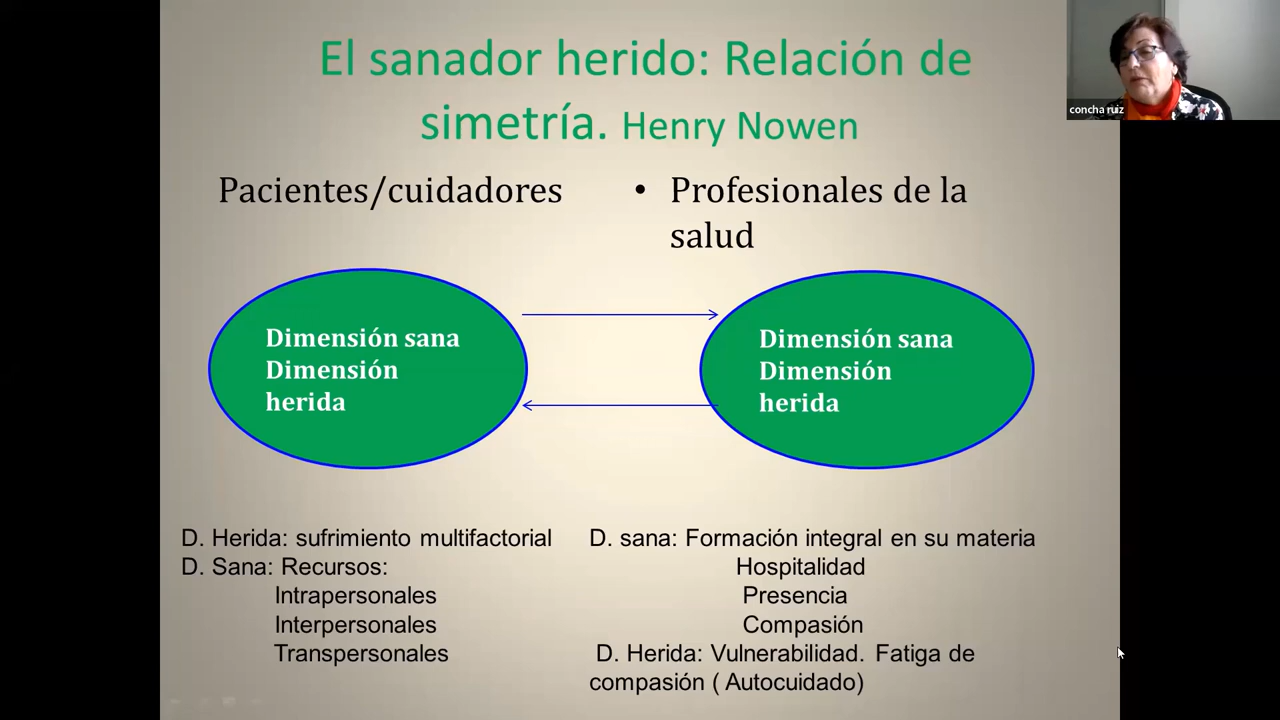 El sanador herido: Relación de
simetría. Henry Nowen
concha ruiz
Pacientes/cuidadores
• Profesionales de la
salud
Dimensión sana
Dimensión
herida
Dimensión sana
Dimensión
herida
D. Herida: sufrimiento multifactorial
D. Sana: Recursos:
Intrapersonales
Interpersonales
Transpersonales
D. sana: Formación integral en su materia
Hospitalidad
Presencia
Compasión
D. Herida: Vulnerabilidad. Fatiga de
compasión ( Autocuidado)